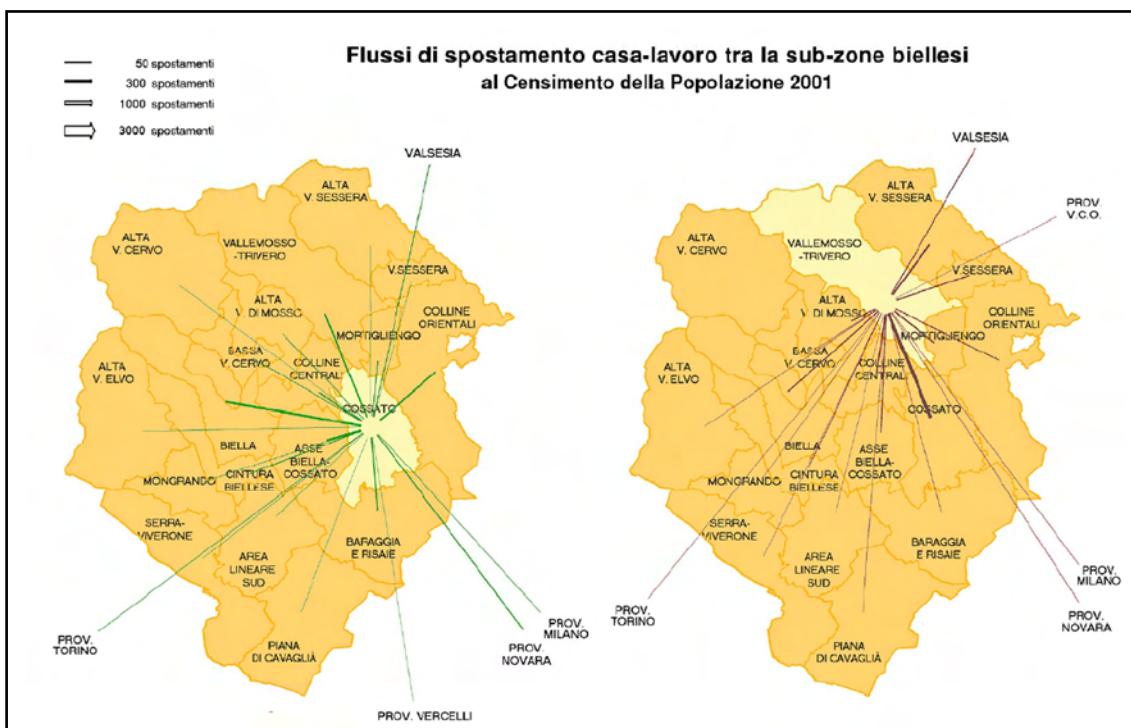 Flussi di spostamento casa-lavoro tra la sub-zone biellesi
al Censimento della Popolazione 2001
50 spostamenti
300 spostamenti
1000 spostamenti
3000 spostamenti
VALSESIA
ALTA
V. SESSERA
ALTA
V. CERVO
VALLEMOSSO
-TRIVERO
V.SESSERA
ALTA
V. DI MOSSO
COLLINE
ORIENTALI
MORTIGLIENGO
BASSA
V. CERVO
COLLINE
CENTRALI
ALTA
V. ELVO
COSSATO
BIELLA
ASSE
BIELLA-
COSSATO
MONGRANDO
CINTURA
BIELLESE
SERRA-
VIVERONE
BARAGGIA
E RISAIE
AREA
LINEARE
SUD
PROV.
TORINO
PROV.
MILANO
PROV.
NOVARA
PIANA
DI CAVAGLIÀ
PROV. VERCELLI
VALSESIA
ALTA
V. SESSERA
PROV.
V.C.O.
ALTA
V. CERVO
VALLEMOSSO
-TRIVERO
V.SESSERA
ALTA
V. DI MOSSO
COLLINE
ORIENTALI
MORTIGLIENGO
BASSA
V. CERVO
COLLINE
CENTRALI
ALTA
V. ELVO
COSSATO
BIELLA
ASSE
BIELLA-
COSSATO
MONGRANDO
CINTURA
BIELLESE
SERRA-
VIVERONE
BARAGGIA
E RISAIE
AREA
LINEARE
SUD
PROV.
MILANO
PROV.
TORINO
PROV.
NOVARA
PIANA
DI CAVAGLIÀ